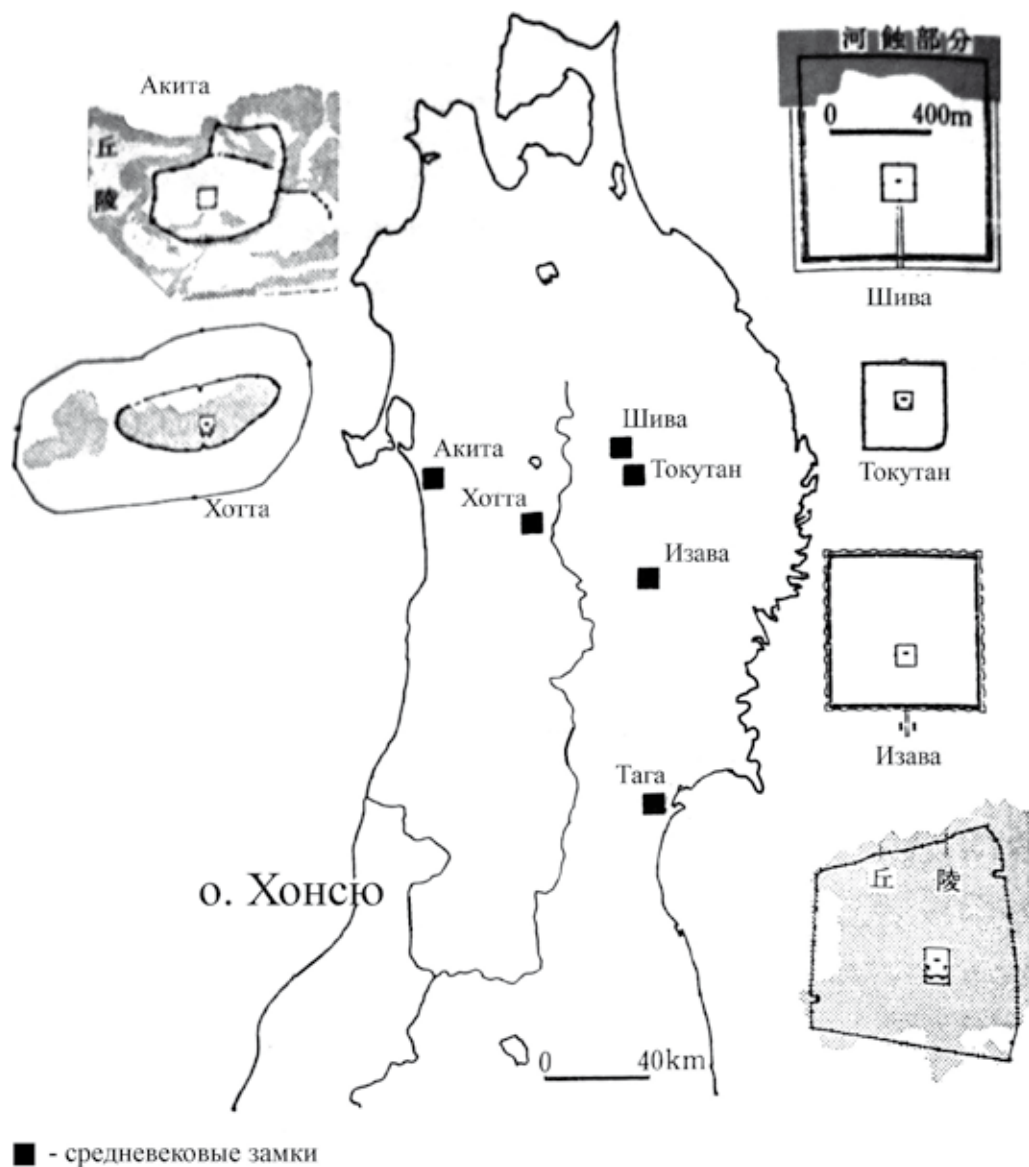 Акита
丘
陵
Хотта
河蝕部分
0 400m
Шива
Токутан
Изава
丘 陵
Акита
Хотта
Шива
Токутан
Изава
Тага
о. Хонсю
0 40km
- средневековые замки